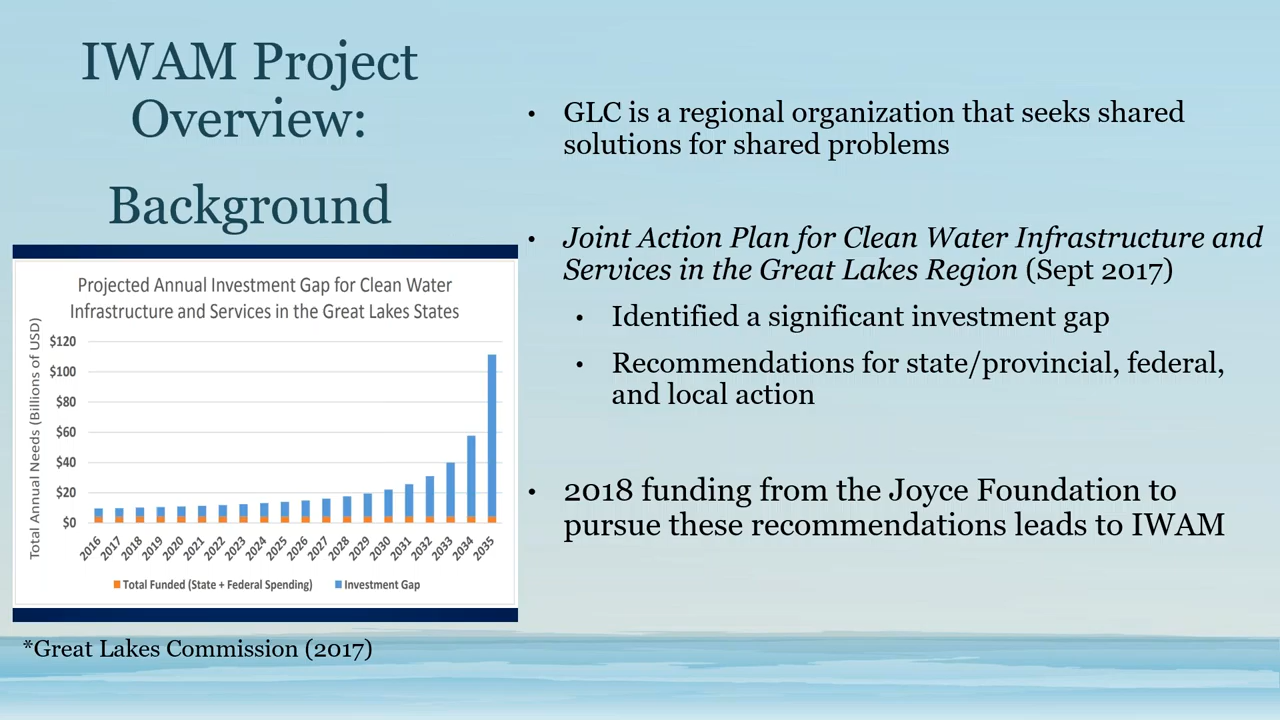 IWAM Project
Overview:
Background
Projected Annual Investment Gap for Clean Water
Infrastructure and Services in the Great Lakes States
Total Annual Needs (Billions of USD)
$120
$100
$80
$60
$40
$20
$0
2016
2017
2018
2019
2020
2021
2022
2023
2024
2025
2026
2027
2028
2029
2030
2031
2032
2033
2034
2035
Total Funded (State + Federal Spending)
Investment Gap
*Great Lakes Commission (2017)
• GLC is a regional organization that seeks shared
solutions for shared problems
• Joint Action Plan for Clean Water Infrastructure and
Services in the Great Lakes Region (Sept 2017)
• Identified a significant investment gap
• Recommendations for state/provincial, federal,
and local action
• 2018 funding from the Joyce Foundation to
pursue these recommendations leads to IWAM